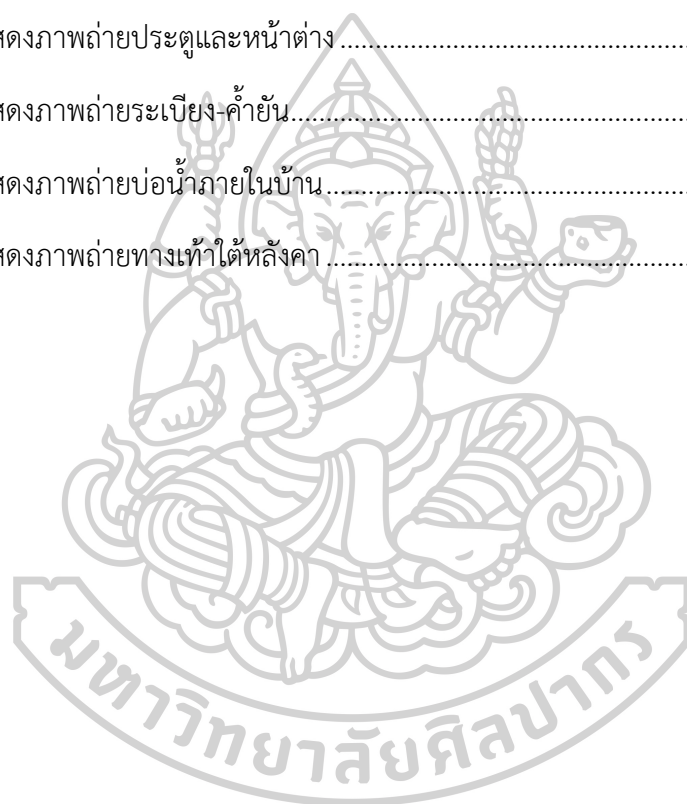 สดงภาพถ่ายประตูและหน้าต่าง
สดงภาพถ่ายระเบียง-ค้ำยัน
สดงภาพถ่ายบ่อน้ำภายในบ้าน
สดงภาพถ่ายทางเท้าใต้หลังคา
มหาวิทยาลัยศิลปากร